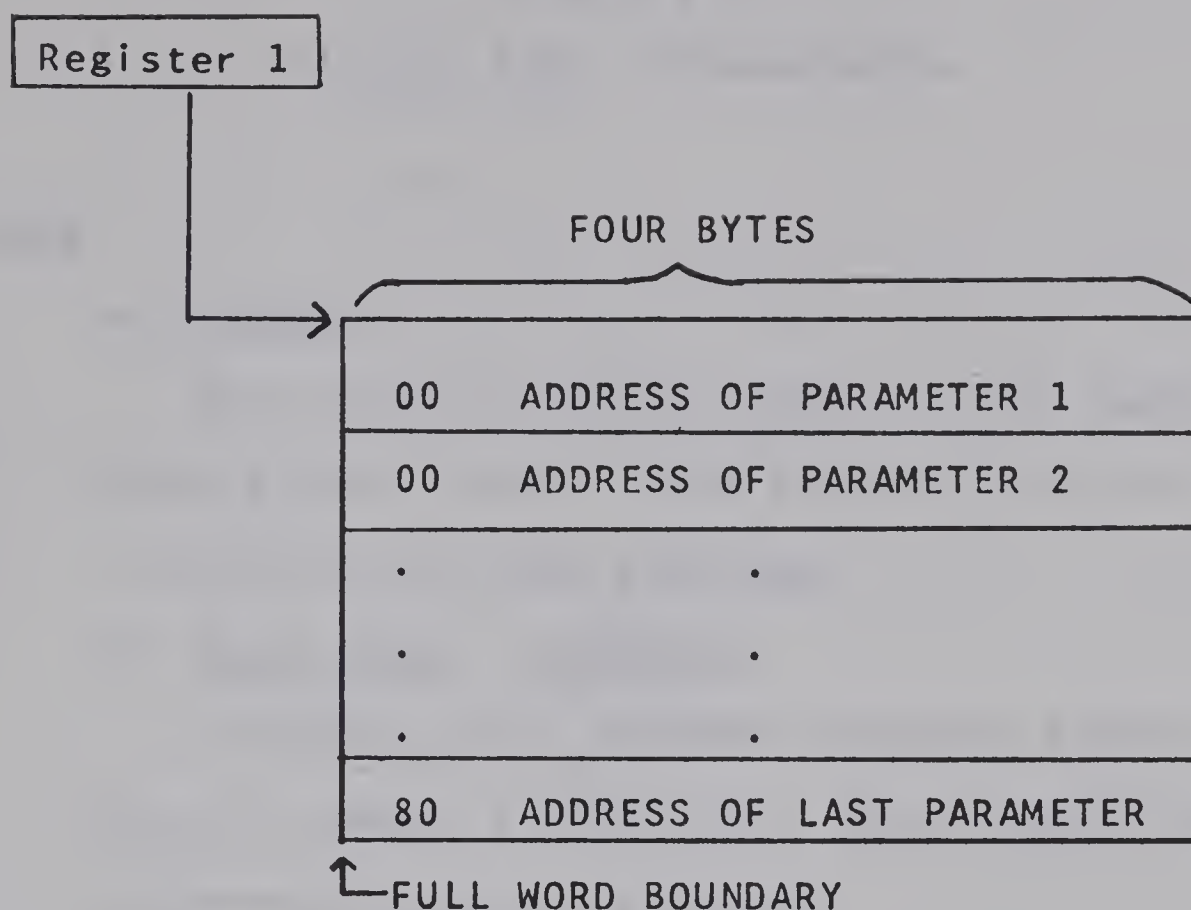 Register 1
FOUR BYTES
00 ADDRESS OF PARAMETER 1
00 ADDRESS OF PARAMETER 2
. .
. .
. .
80 ADDRESS OF LAST PARAMETER
FULL WORD BOUNDARY